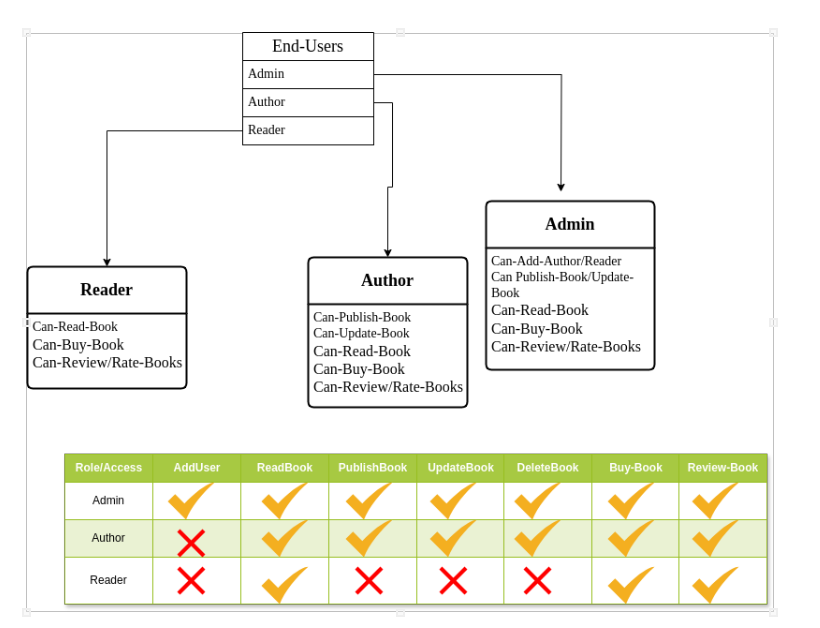 End-Users
Admin
Author
Reader
Reader
Can-Read-Book
Can-Buy-Book
Can-Review/Rate-Books
Author
Can-Publish-Book
Can-Update-Book
Can-Read-Book
Can-Buy-Book
Can-Review/Rate-Books
Admin
Can-Add-Author/Reader
Can Publish-Book/Update-
Book
Can-Read-Book
Can-Buy-Book
Can-Review/Rate-Books
Role/Access AddUser ReadBook PublishBook UpdateBook DeleteBook Buy-Book Review-Book
Admin
Author
Reader